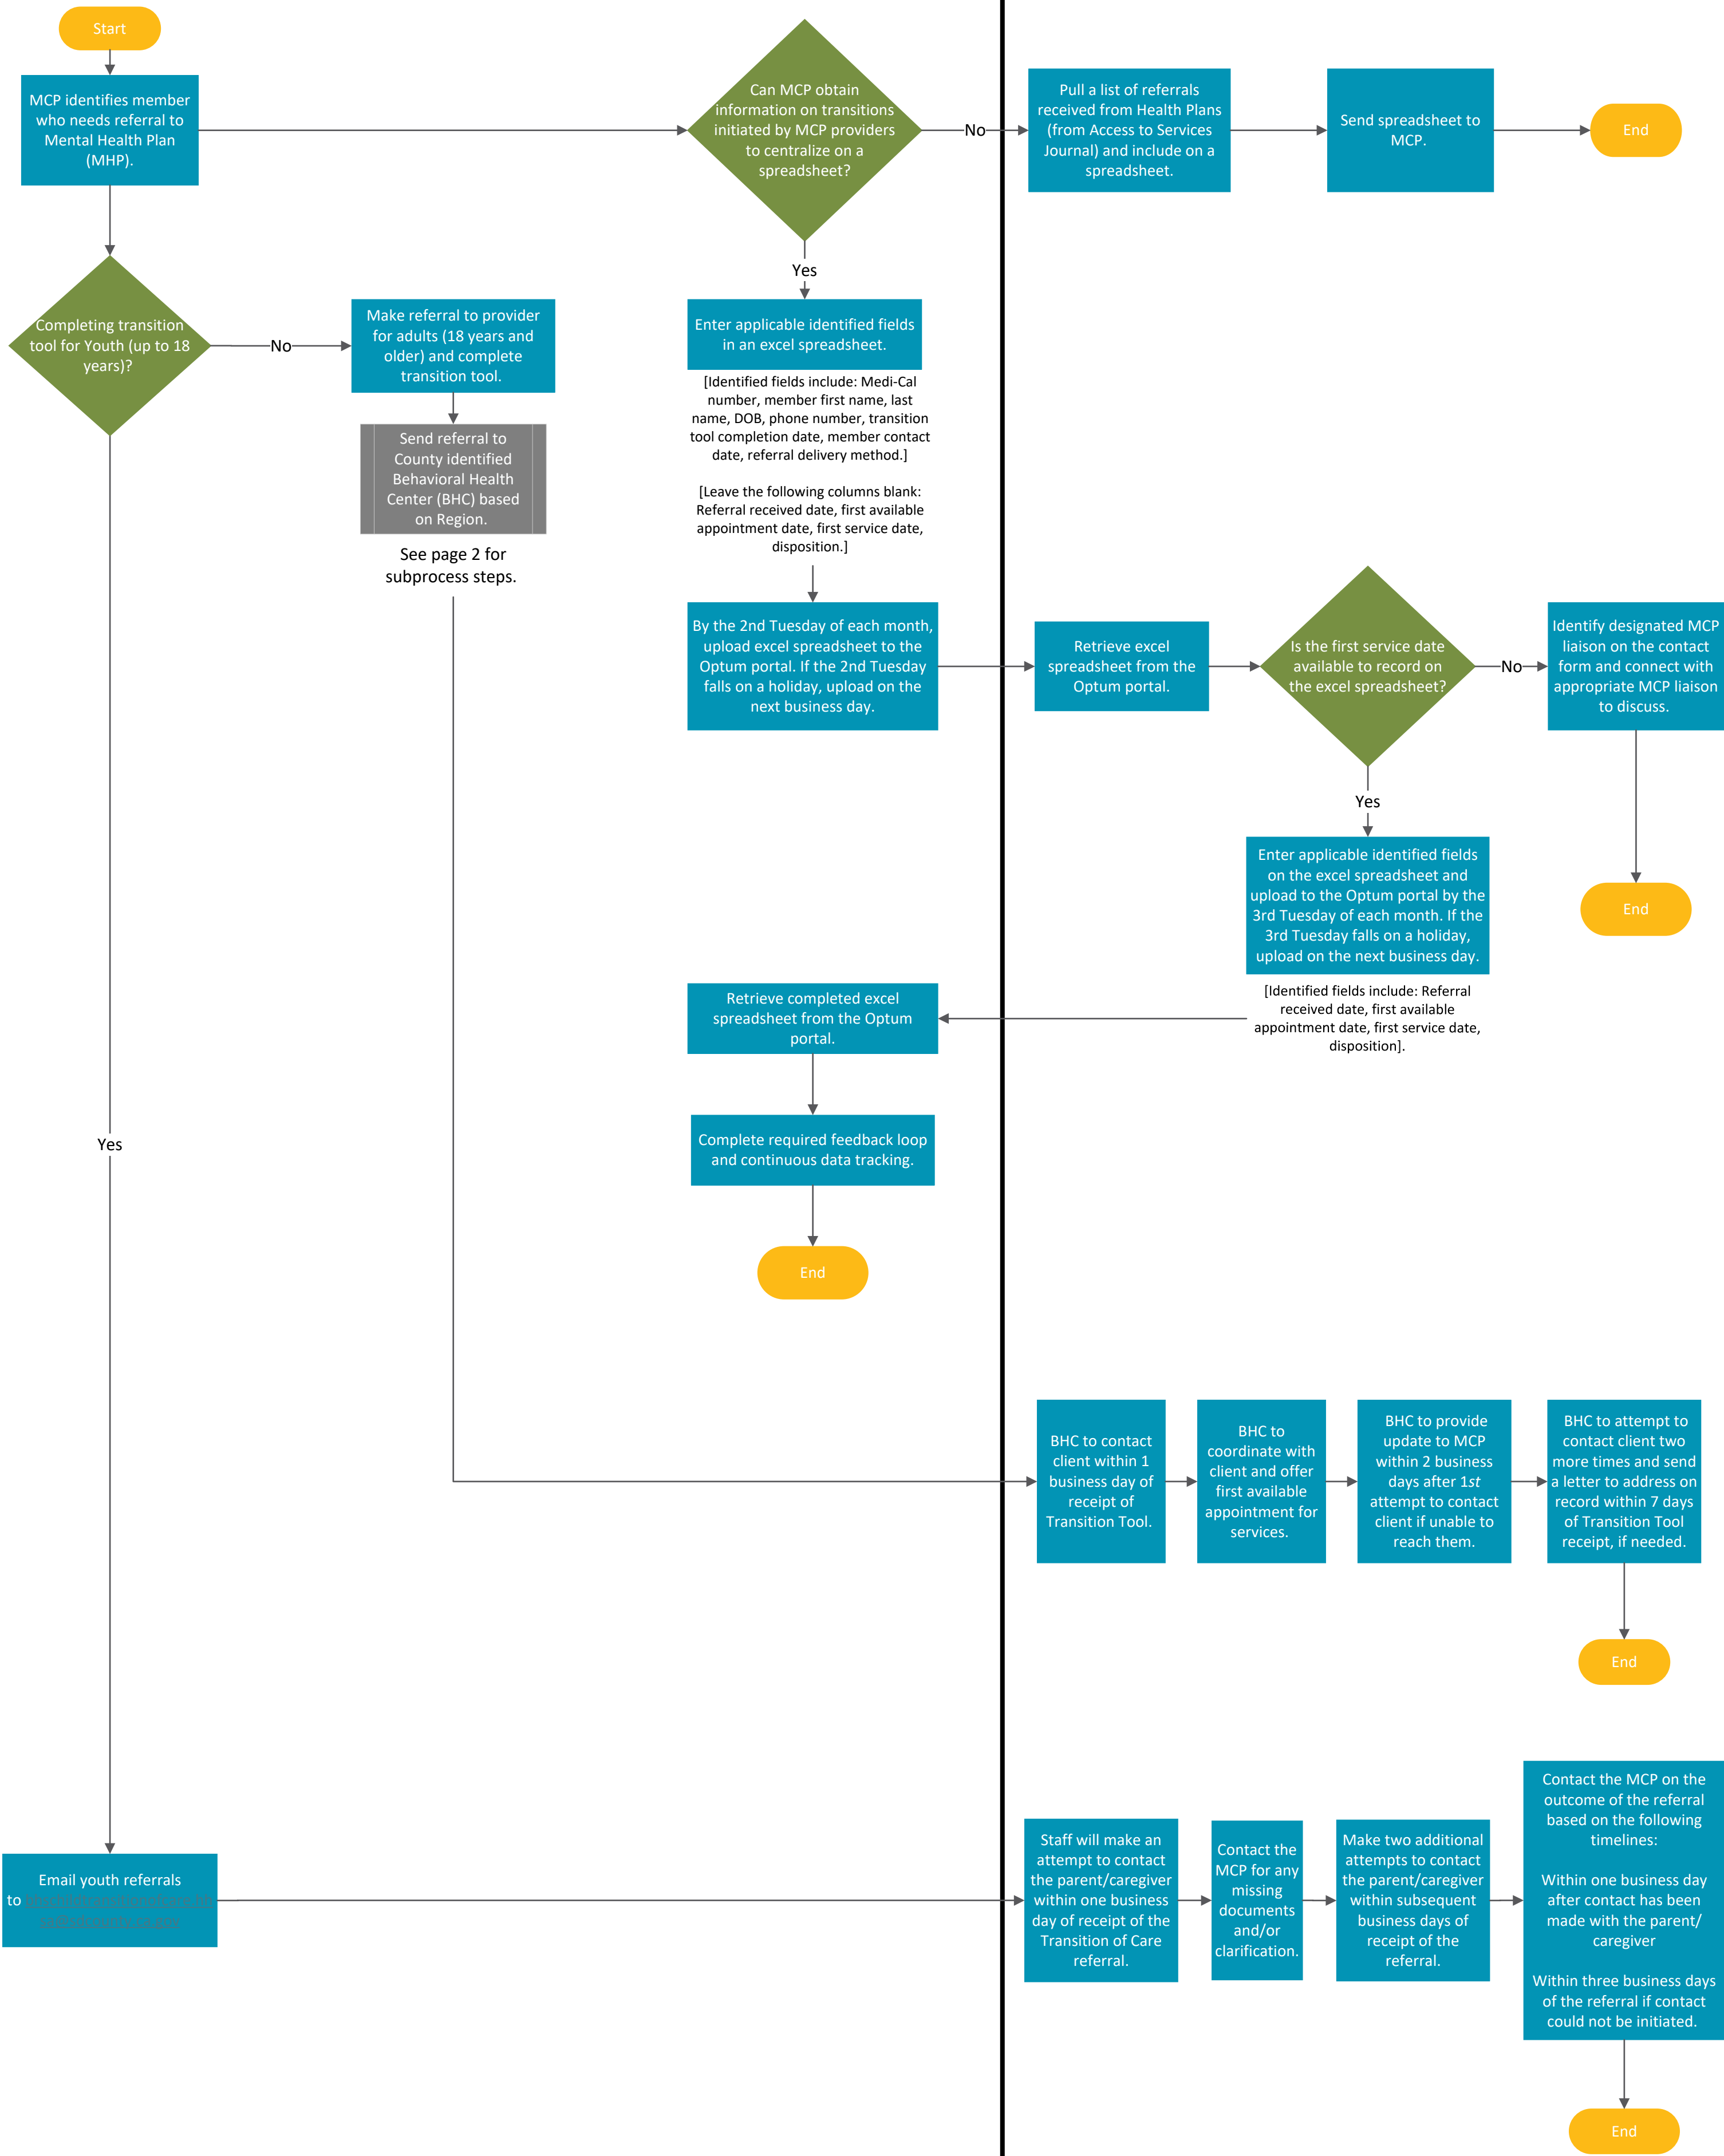 Start
MCP identifies member
who needs referral to
Mental Health Plan
(MHP).
Can MCP obtain
information on transitions
initiated by MCP providers
to centralize on a
spreadsheet?
No
Pull a list of referrals
received from Health Plans
(from Access to Services
Journal) and include on a
spreadsheet.
Send spreadsheet to
MCP.
End
Yes
Completing transition
tool for Youth (up to 18
years)?
No
Make referral to provider
for adults (18 years and
older) and complete
transition tool.
Send referral to
County identified
Behavioral Health
Center (BHC) based
on Region.
See page 2 for
subprocess steps.
Enter applicable identified fields
in an excel spreadsheet.
[Identified fields include: Medi-Cal
number, member first name, last
name, DOB, phone number, transition
tool completion date, member contact
date, referral delivery method.]
[Leave the following columns blank:
Referral received date, first available
appointment date, first service date,
disposition.]
By the 2nd Tuesday of each month,
upload excel spreadsheet to the
Optum portal. If the 2nd Tuesday
falls on a holiday, upload on the
next business day.
Retrieve excel
spreadsheet from the
Optum portal.
Is the first service date
available to record on
the excel spreadsheet?
No
Identify designated MCP
liaison on the contact
form and connect with
appropriate MCP liaison
to discuss.
Yes
End
Enter applicable identified fields
on the excel spreadsheet and
upload to the Optum portal by the
3rd Tuesday of each month. If the
3rd Tuesday falls on a holiday,
upload on the next business day.
[Identified fields include: Referral
received date, first available
appointment date, first service date,
disposition].
Retrieve completed excel
spreadsheet from the Optum
portal.
Complete required feedback loop
and continuous data tracking.
End
Yes
BHC to contact
client within 1
business day of
receipt of
Transition Tool.
BHC to
coordinate with
client and offer
first available
appointment for
services.
BHC to provide
update to MCP
within 2 business
days after 1st
attempt to contact
client if unable to
reach them.
BHC to attempt to
contact client two
more times and send
a letter to address on
record within 7 days
of Transition Tool
receipt, if needed.
End
Email youth referrals
to
Staff will make an
attempt to contact
the parent/caregiver
within one business
day of receipt of the
Transition of Care
referral.
Contact the
MCP for any
missing
documents
and/or
clarification.
Make two additional
attempts to contact
the parent/caregiver
within subsequent
business days of
receipt of the
referral.
Contact the MCP on the
outcome of the referral
based on the following
timelines:
Within one business day
after contact has been
made with the parent/
caregiver
Within three business days
of the referral if contact
could not be initiated.
End